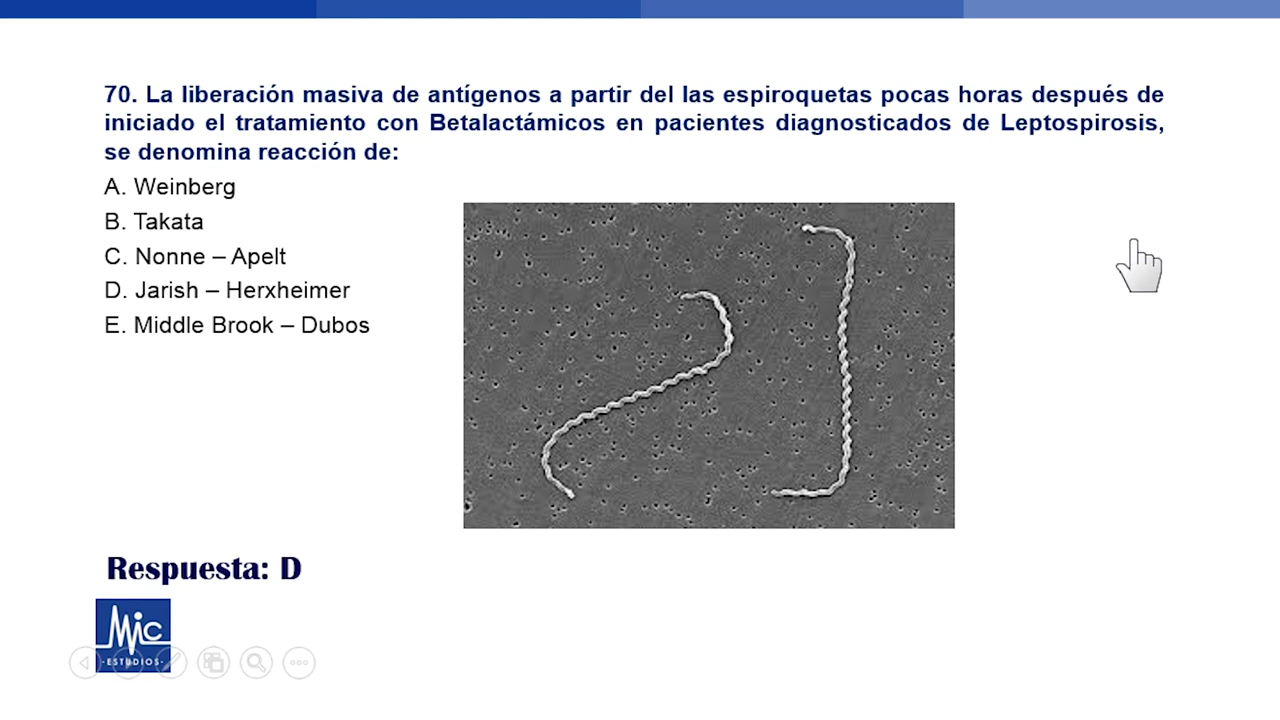 70. La liberación masiva de antígenos a partir del las espiroquetas pocas horas después de
iniciado el tratamiento con Betalactámicos en pacientes diagnosticados de Leptospirosis,
se denomina reacción de:
A. Weinberg
B. Takata
C. Nonne – Apelt
D. Jarish – Herxheimer
E. Middle Brook – Dubos
Respuesta: D
Mic
-ESTUDIOS-